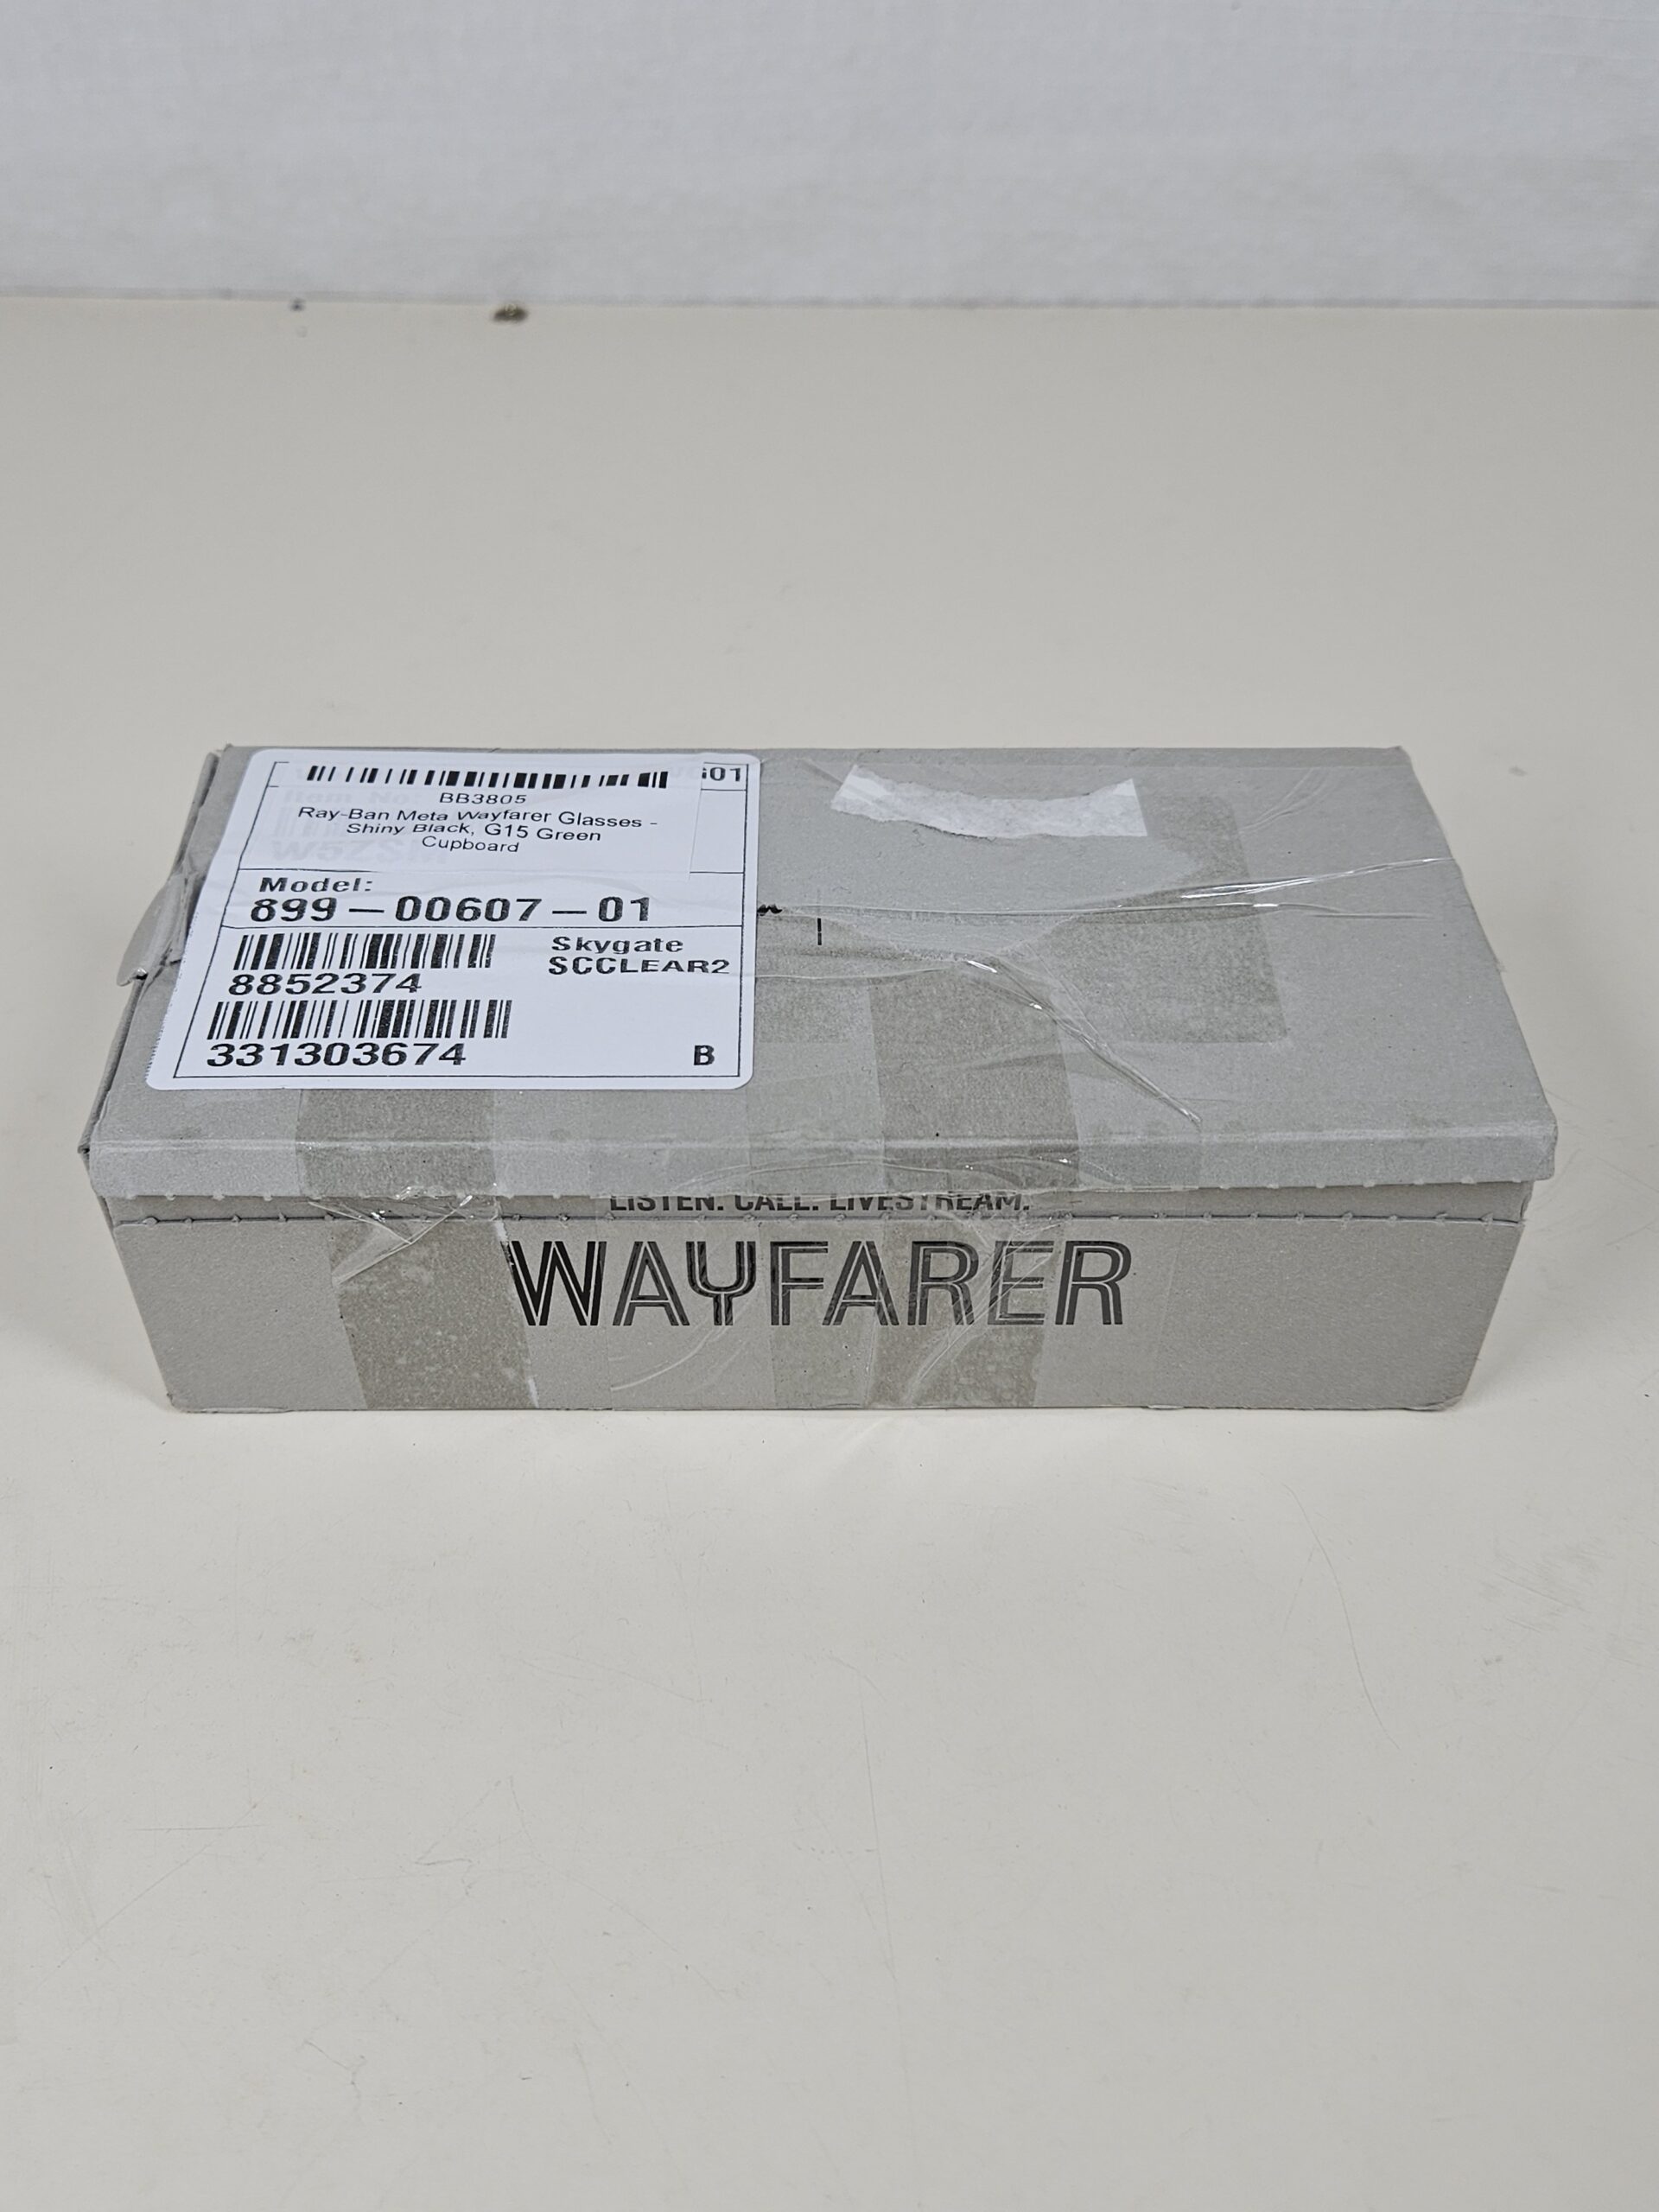 G01
BB3805
Ray-Ban Meta Wayfarer Glasses -
Shiny Black, G15 Green
Cupboard
Model:
899-00607-01
Skygate
SCCLEAR2
8852374
331303674
B
LISTEN. CALL. LIVESTREAM.
WAYFARER